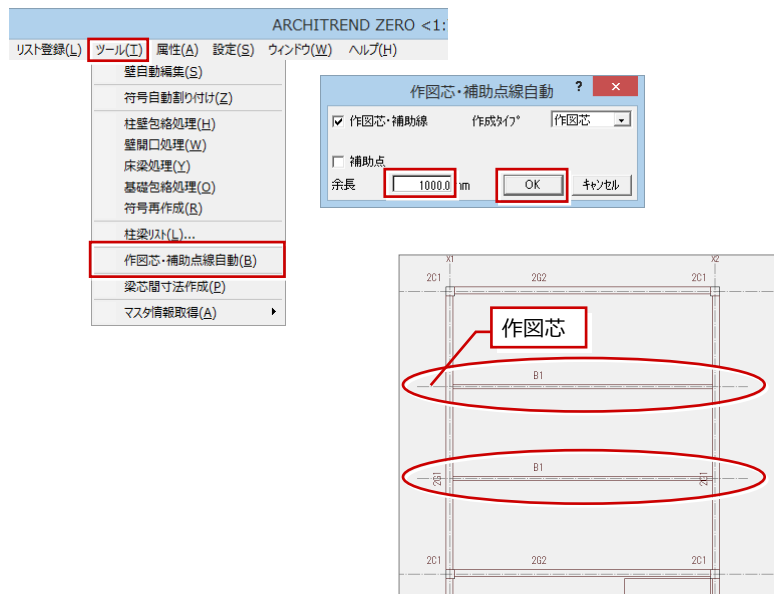 ARCHITREND ZERO <1:
リスト登録(L) ツール(T) 属性(A) 設定(S) ウィンドウ(W) ヘルプ(H)
壁自動編集(S)
符号自動割り付け(Z)
柱壁包絡処理(H)
壁開口処理(W)
床梁処理(Y)
基礎包絡処理(O)
符号再作成(R)
柱梁リスト(L)...
作図芯・補助点線自動(B)
梁芯間寸法作成(P)
マスタ情報取得(A)
作図芯・補助点線自動 ? ×
作図芯・補助線 作成タイプ 作図芯
補助点
余長 1000.0 mm OK キャンセル
X1 X2
2C1 2G2 2C1
作図芯
B1
B1
2G1 2G1
2C1 2G2 2C1